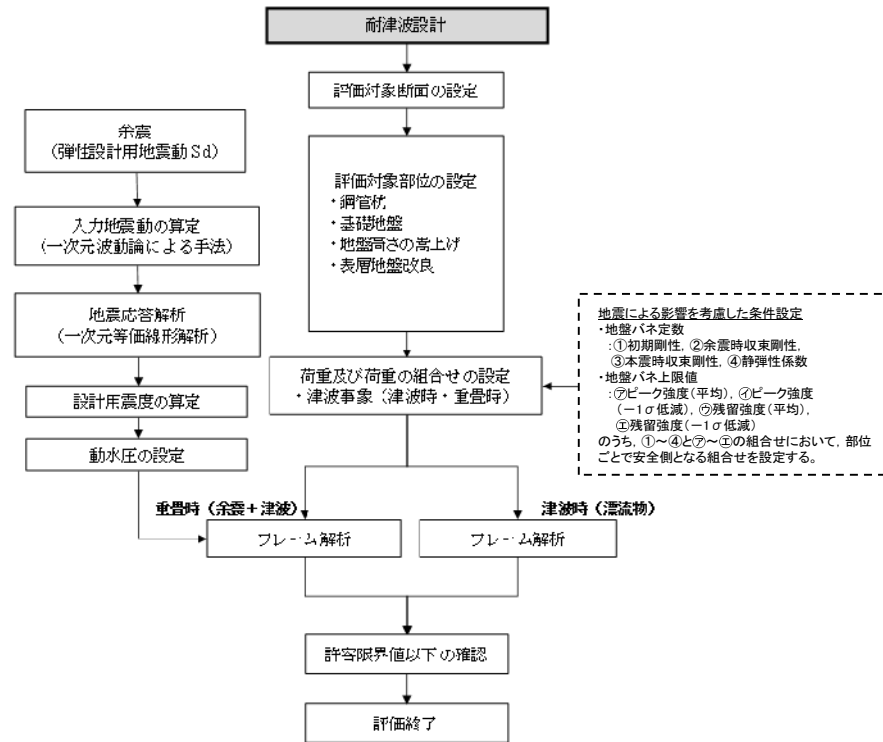 耐津波設計
評価対象断面の設定
余震
(弾性設計用地震動Sd)
入力地震動の算定
(一次元波動論による手法)
地震応答解析
(一次元等価線形解析)
設計用震度の算定
動水圧の設定
評価対象部位の設定
・鋼管杭
・基礎地盤
・地盤高さの嵩上げ
・表層地盤改良
荷重及び荷重の組合せの設定
・津波事象(津波時・重畳時)
地震による影響を考慮した条件設定
・地盤バネ定数
:①初期剛性,②余震時収束剛性,
③本震時収束剛性,④静弾性係数
・地盤バネ上限値
:㋐ピーク強度(平均),㋑ピーク強度
(-1σ低減),㋒残留強度(平均),
㋓残留強度(-1σ低減)
のうち,①~④と㋐~㋓の組合せにおいて,部位
ごとで安全側となる組合せを設定する。
重畳時(余震+津波)
フレーム解析
津波時(漂流物)
フレーム解析
許容限界値以下の確認
評価終了